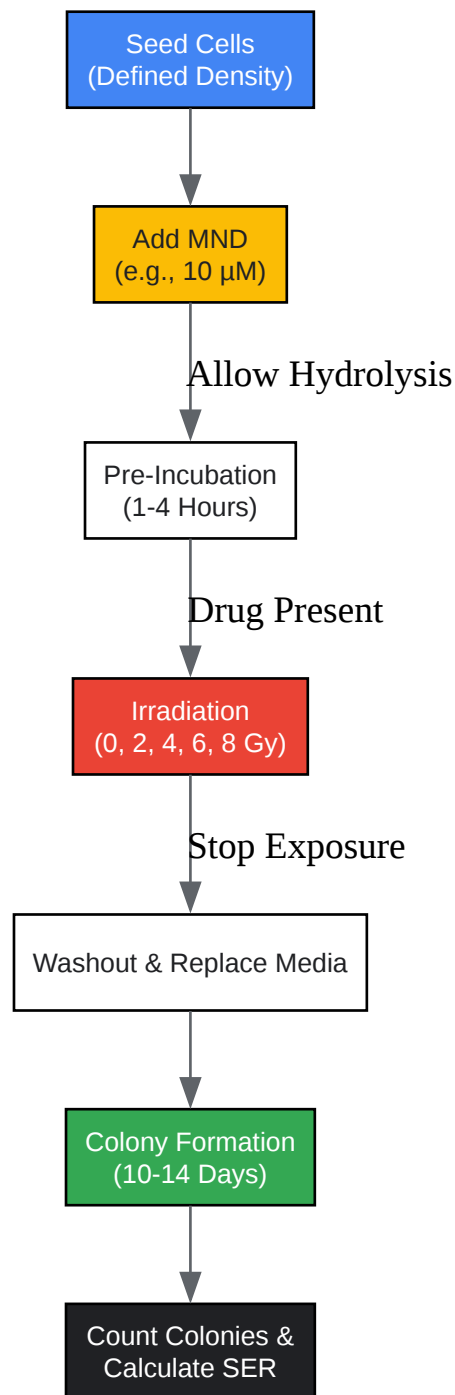 Seed Cells
(Defined Density)
Add MND
(e.g., 10 µM)
Allow Hydrolysis
Pre-Incubation
(1-4 Hours)
Drug Present
Irradiation
(0, 2, 4, 6, 8 Gy)
Stop Exposure
Washout & Replace Media
Colony Formation
(10-14 Days)
Count Colonies &
Calculate SER